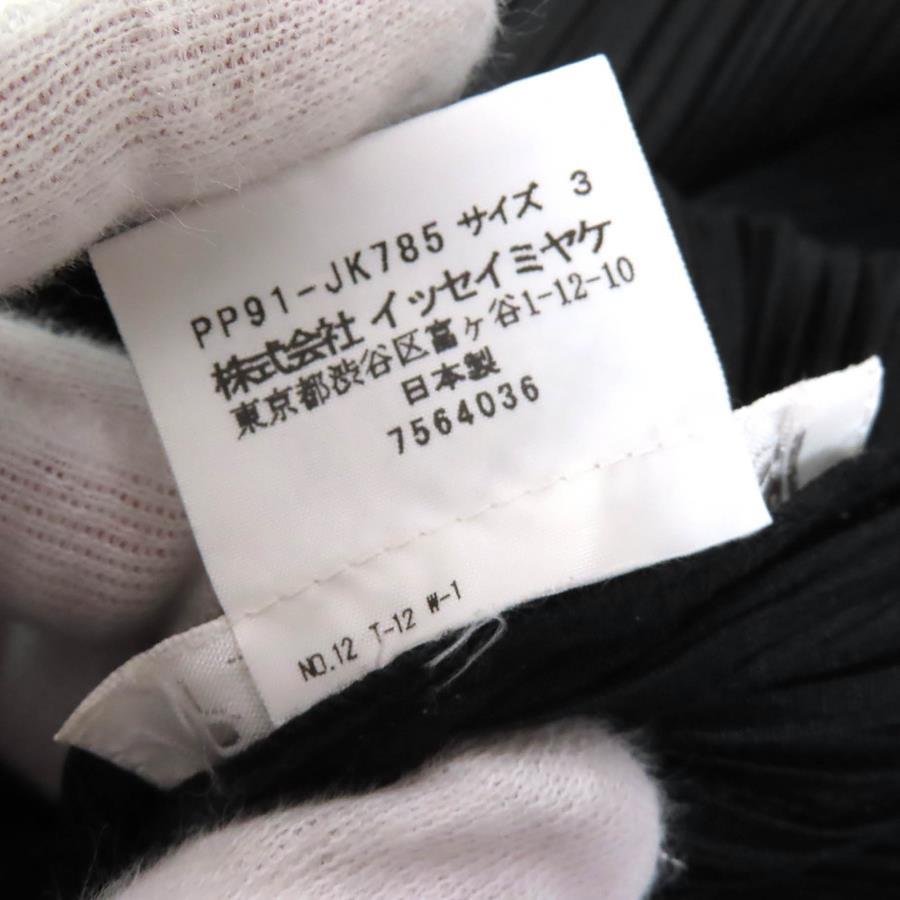 PP91-JK785 サイズ 3
株式会社 イッセイミヤケ
東京都渋谷区富ヶ谷1-12-10
日本製
7564036
NO.12 T-12 W-1